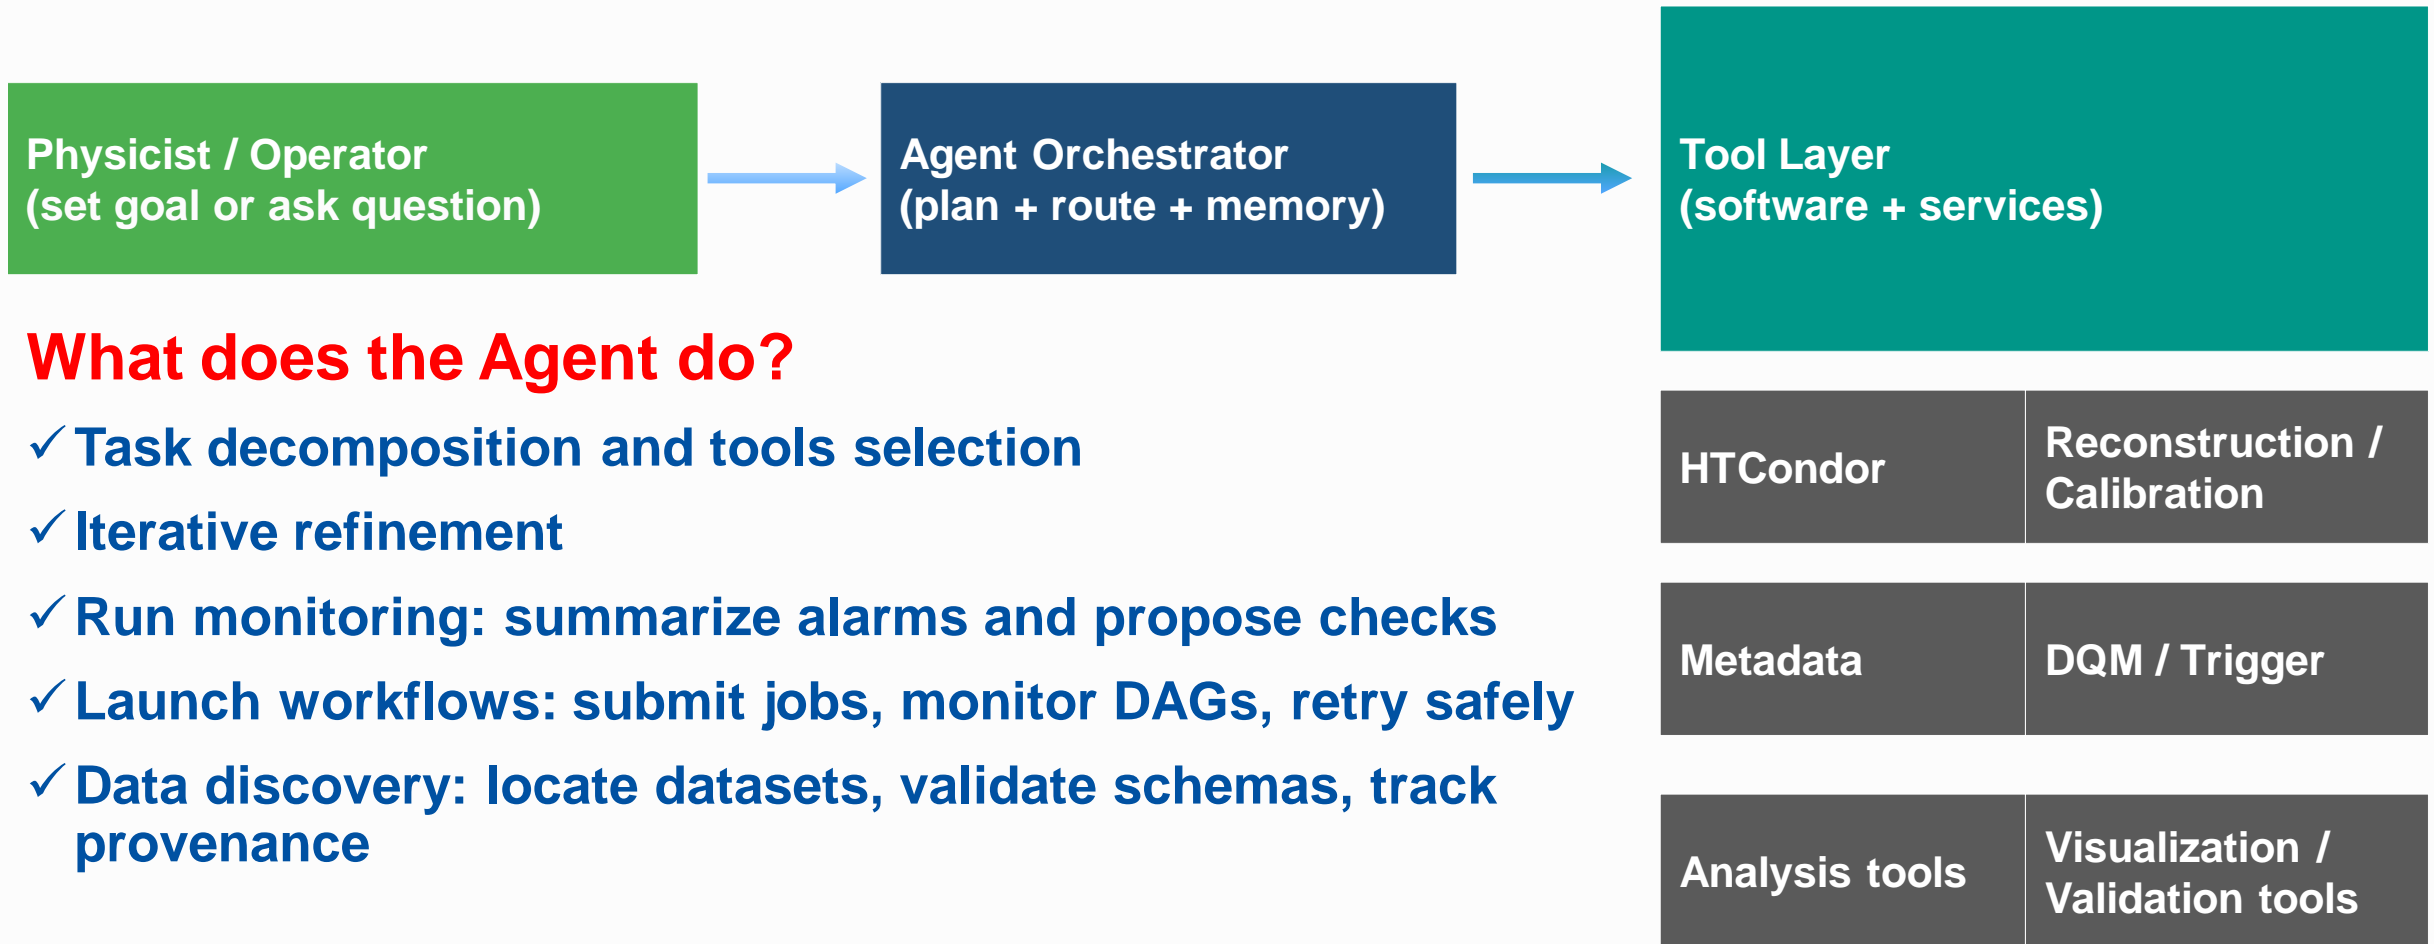 Physicist / Operator
(set goal or ask question)
Agent Orchestrator
(plan + route + memory)
Tool Layer
(software + services)
What does the Agent do?
✓ Task decomposition and tools selection
✓ Iterative refinement
✓ Run monitoring: summarize alarms and propose checks
✓ Launch workflows: submit jobs, monitor DAGs, retry safely
✓ Data discovery: locate datasets, validate schemas, track
provenance
HTCondor
Reconstruction /
Calibration
Metadata
DQM / Trigger
Analysis tools
Visualization /
Validation tools